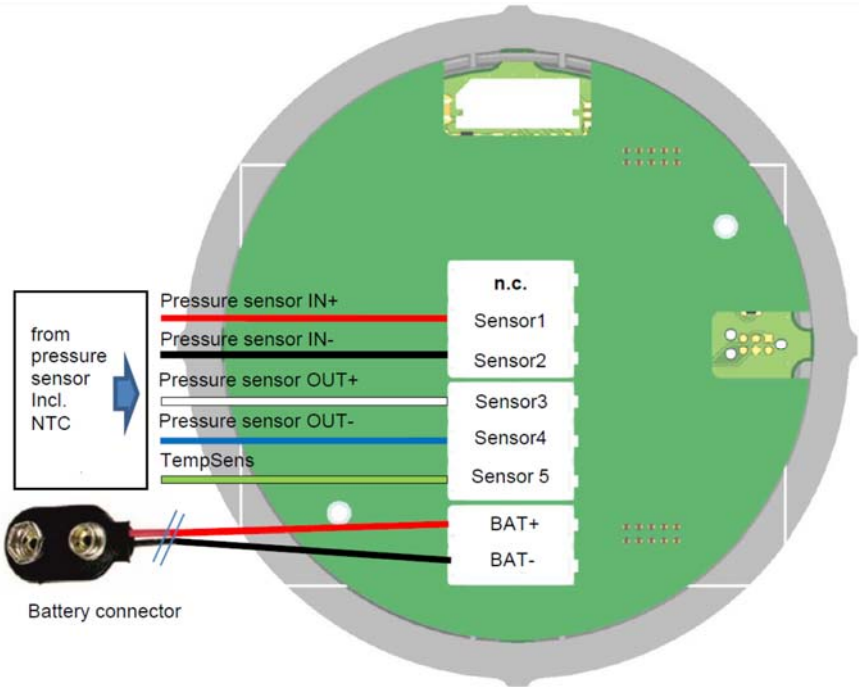 n.c.
Pressure sensor IN+
Sensor1
Pressure sensor IN-
Sensor2
from
pressure
sensor
Incl.
NTC
Pressure sensor OUT+
Sensor3
Pressure sensor OUT-
Sensor4
TempSens
Sensor 5
BAT+
BAT-
Battery connector